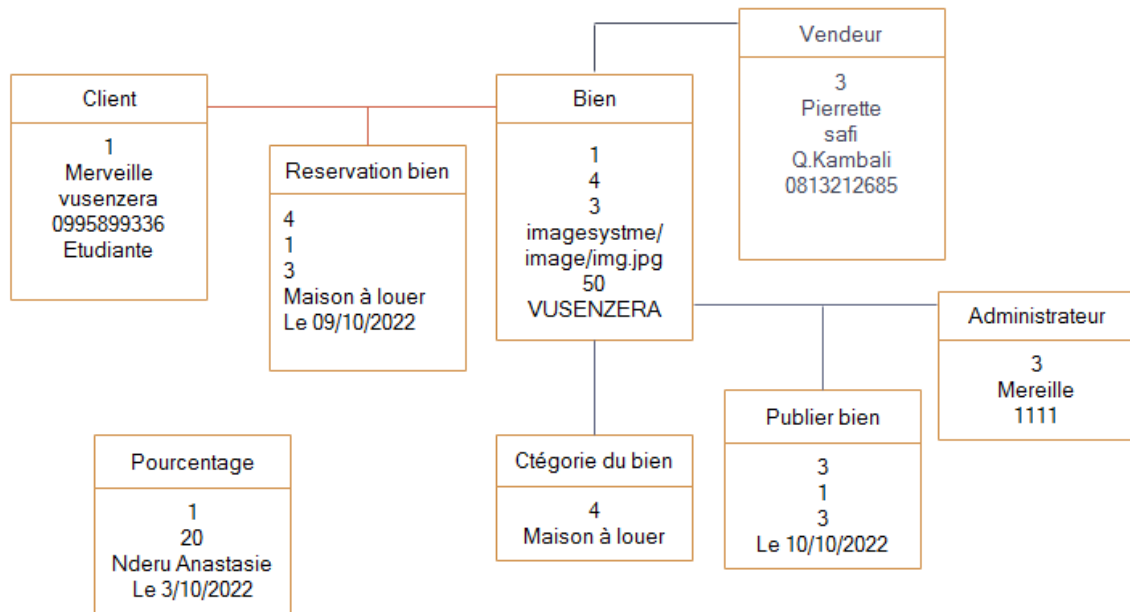 Vendeur
3
Pierrette
safi
Q.Kambali
0813212685
Client
1
Merveille
vusenzera
0995899336
Etudiante
Bien
1
4
3
imagesystme/
image/img.jpg
50
VUSENZERA
Reservation bien
4
1
3
Maison à louer
Le 09/10/2022
Administrateur
3
Mereille
1111
Publier bien
3
1
3
Le 10/10/2022
Pourcentage
1
20
Nderu Anastasie
Le 3/10/2022
Ctégorie du bien
4
Maison à louer